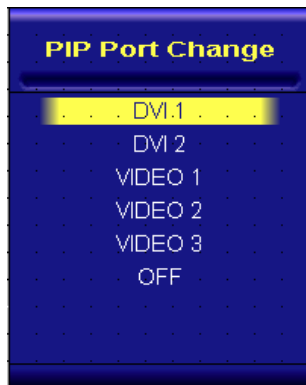 PIP Port Change
DVI 1
DVI 2
VIDEO 1
VIDEO 2
VIDEO 3
OFF